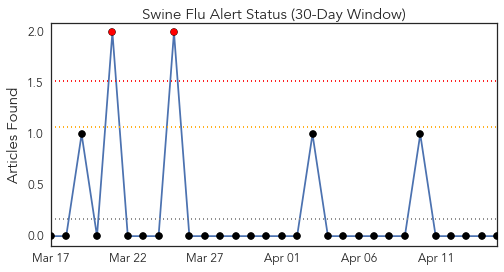 Swine Flu Alert Status (30-Day Window)
Articles Found
2.0
1.5
1.0
0.5
0.0
Mar 17 Mar 22 Mar 27 Apr 01 Apr 06 Apr 11